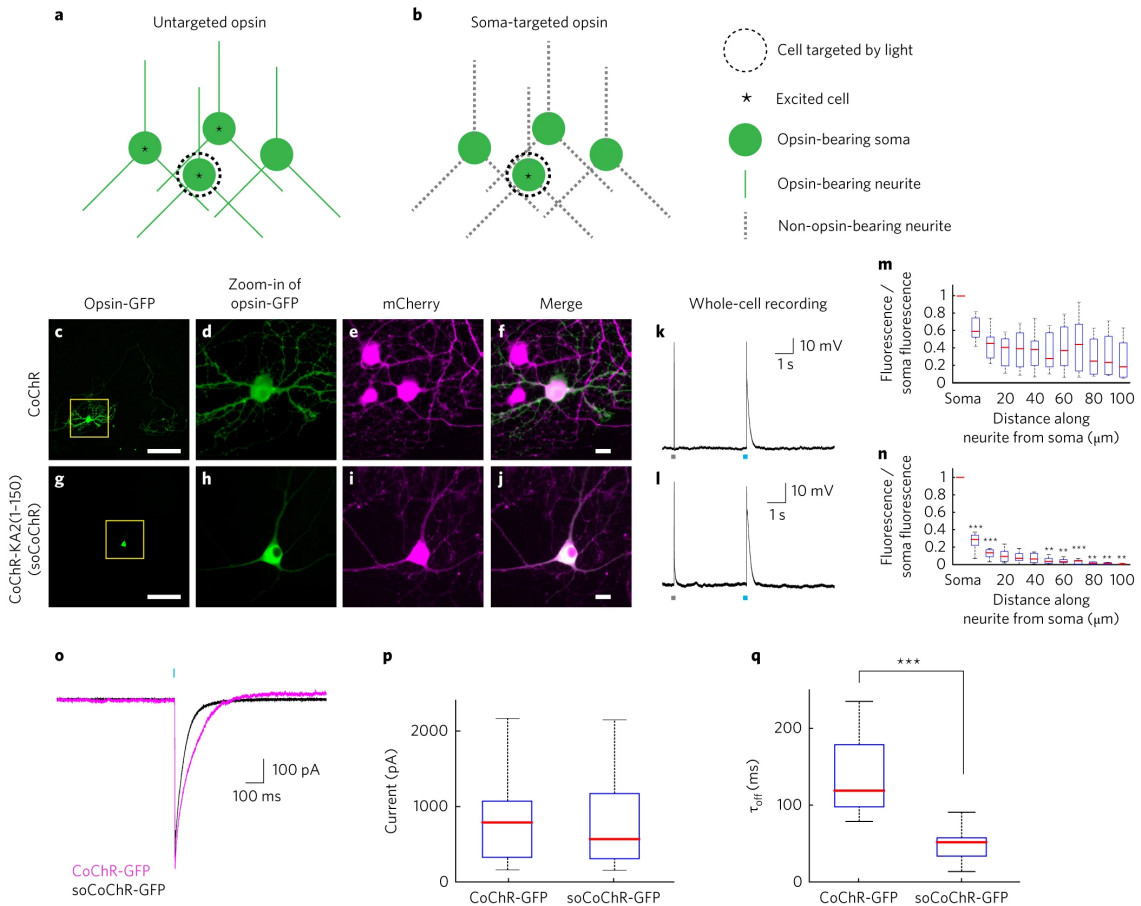 a
Untargeted opsin
b
Soma-targeted opsin
Cell targeted by light
* Excited cell
Opsin-bearing soma
Opsin-bearing neurite
Non-opsin-bearing neurite
* * *
*
Opsin-GFP
Zoom-in of
opsin-GFP
mCherry
Merge
Whole-cell recording
CoChR
c
d
e
f
k
10 mV
1 s
CoChR-KA2(1–150)
(soCoChR)
g
h
i
j
l
10 mV
1 s
m
Fluorescence /
soma fluorescence
1
0.8
0.6
0.4
0.2
0
Soma 20 40 60 80 100
Distance along
neurite from soma (μm)
n
Fluorescence /
soma fluorescence
1
0.8
0.6
0.4
0.2
0
*** *** ** ** *** ** ** **
Soma 20 40 60 80 100
Distance along
neurite from soma (μm)
o
100 pA
100 ms
CoChR-GFP
soCoChR-GFP
p
Current (pA)
2000
1000
0
CoChR-GFP soCoChR-GFP
q
***
τoff (ms)
200
100
0
CoChR-GFP soCoChR-GFP